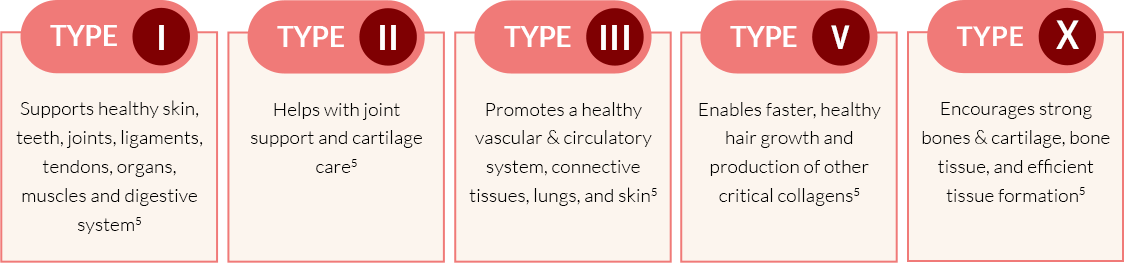 TYPE I
Supports healthy skin,
teeth, joints, ligaments,
tendons, organs,
muscles and digestive
system⁵
TYPE II
Helps with joint
support and cartilage
care⁵
TYPE III
Promotes a healthy
vascular & circulatory
system, connective
tissues, lungs, and skin⁵
TYPE V
Enables faster, healthy
hair growth and
production of other
critical collagens⁵
TYPE X
Encourages strong
bones & cartilage, bone
tissue, and efficient
tissue formation⁵